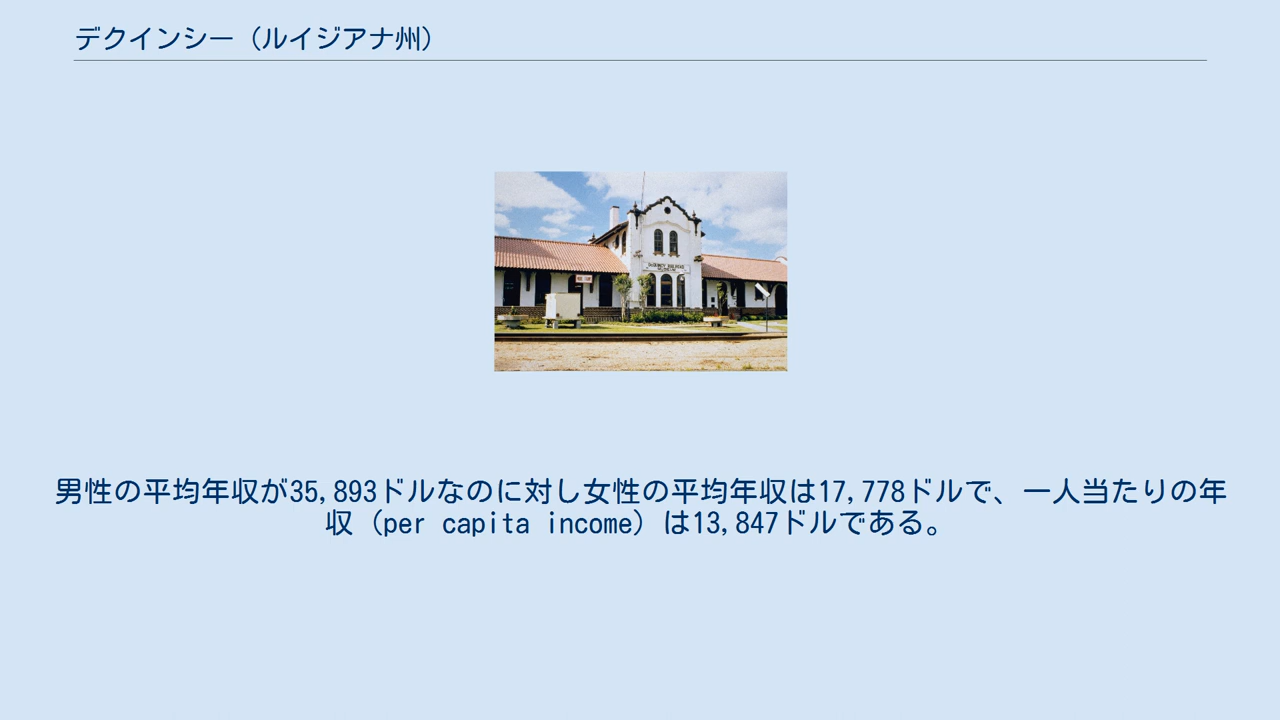 デクインシー（ルイジアナ州）
男性の平均年収が35,893ドルなのに対し女性の平均年収は17,778ドルで、一人当たりの年
収（per capita income）は13,847ドルである。